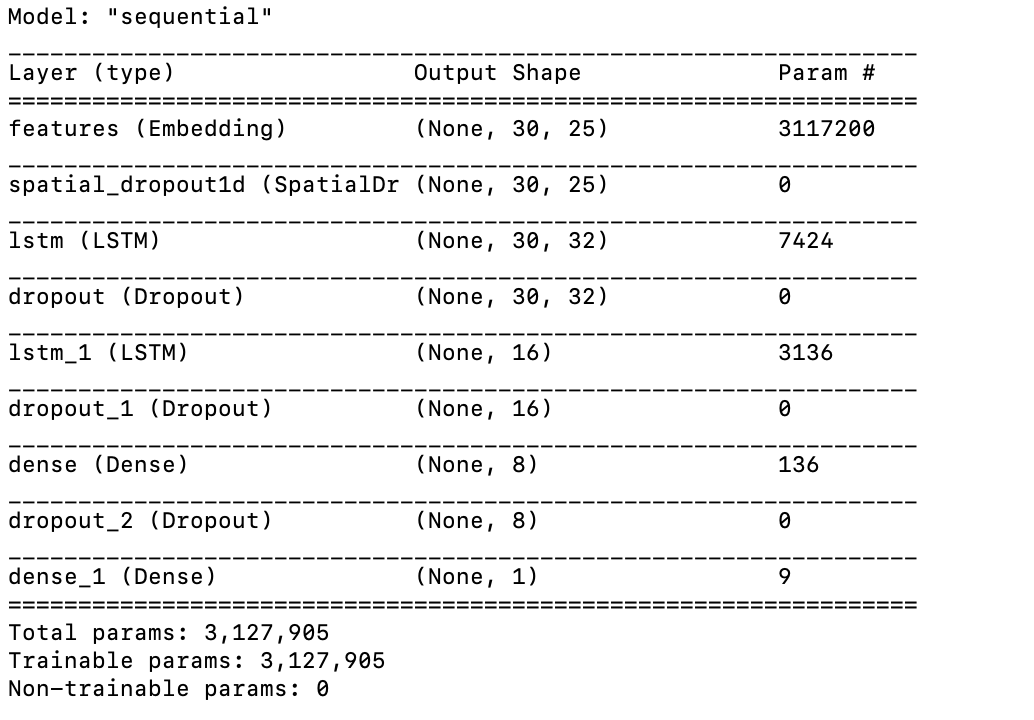 Model: "sequential"
Layer (type) Output Shape Param #
features (Embedding) (None, 30, 25) 3117200
spatial_dropout1d (SpatialDr (None, 30, 25) 0
lstm (LSTM) (None, 30, 32) 7424
dropout (Dropout) (None, 30, 32) 0
lstm_1 (LSTM) (None, 16) 3136
dropout_1 (Dropout) (None, 16) 0
dense (Dense) (None, 8) 136
dropout_2 (Dropout) (None, 8) 0
dense_1 (Dense) (None, 1) 9
Total params: 3,127,905
Trainable params: 3,127,905
Non-trainable params: 0